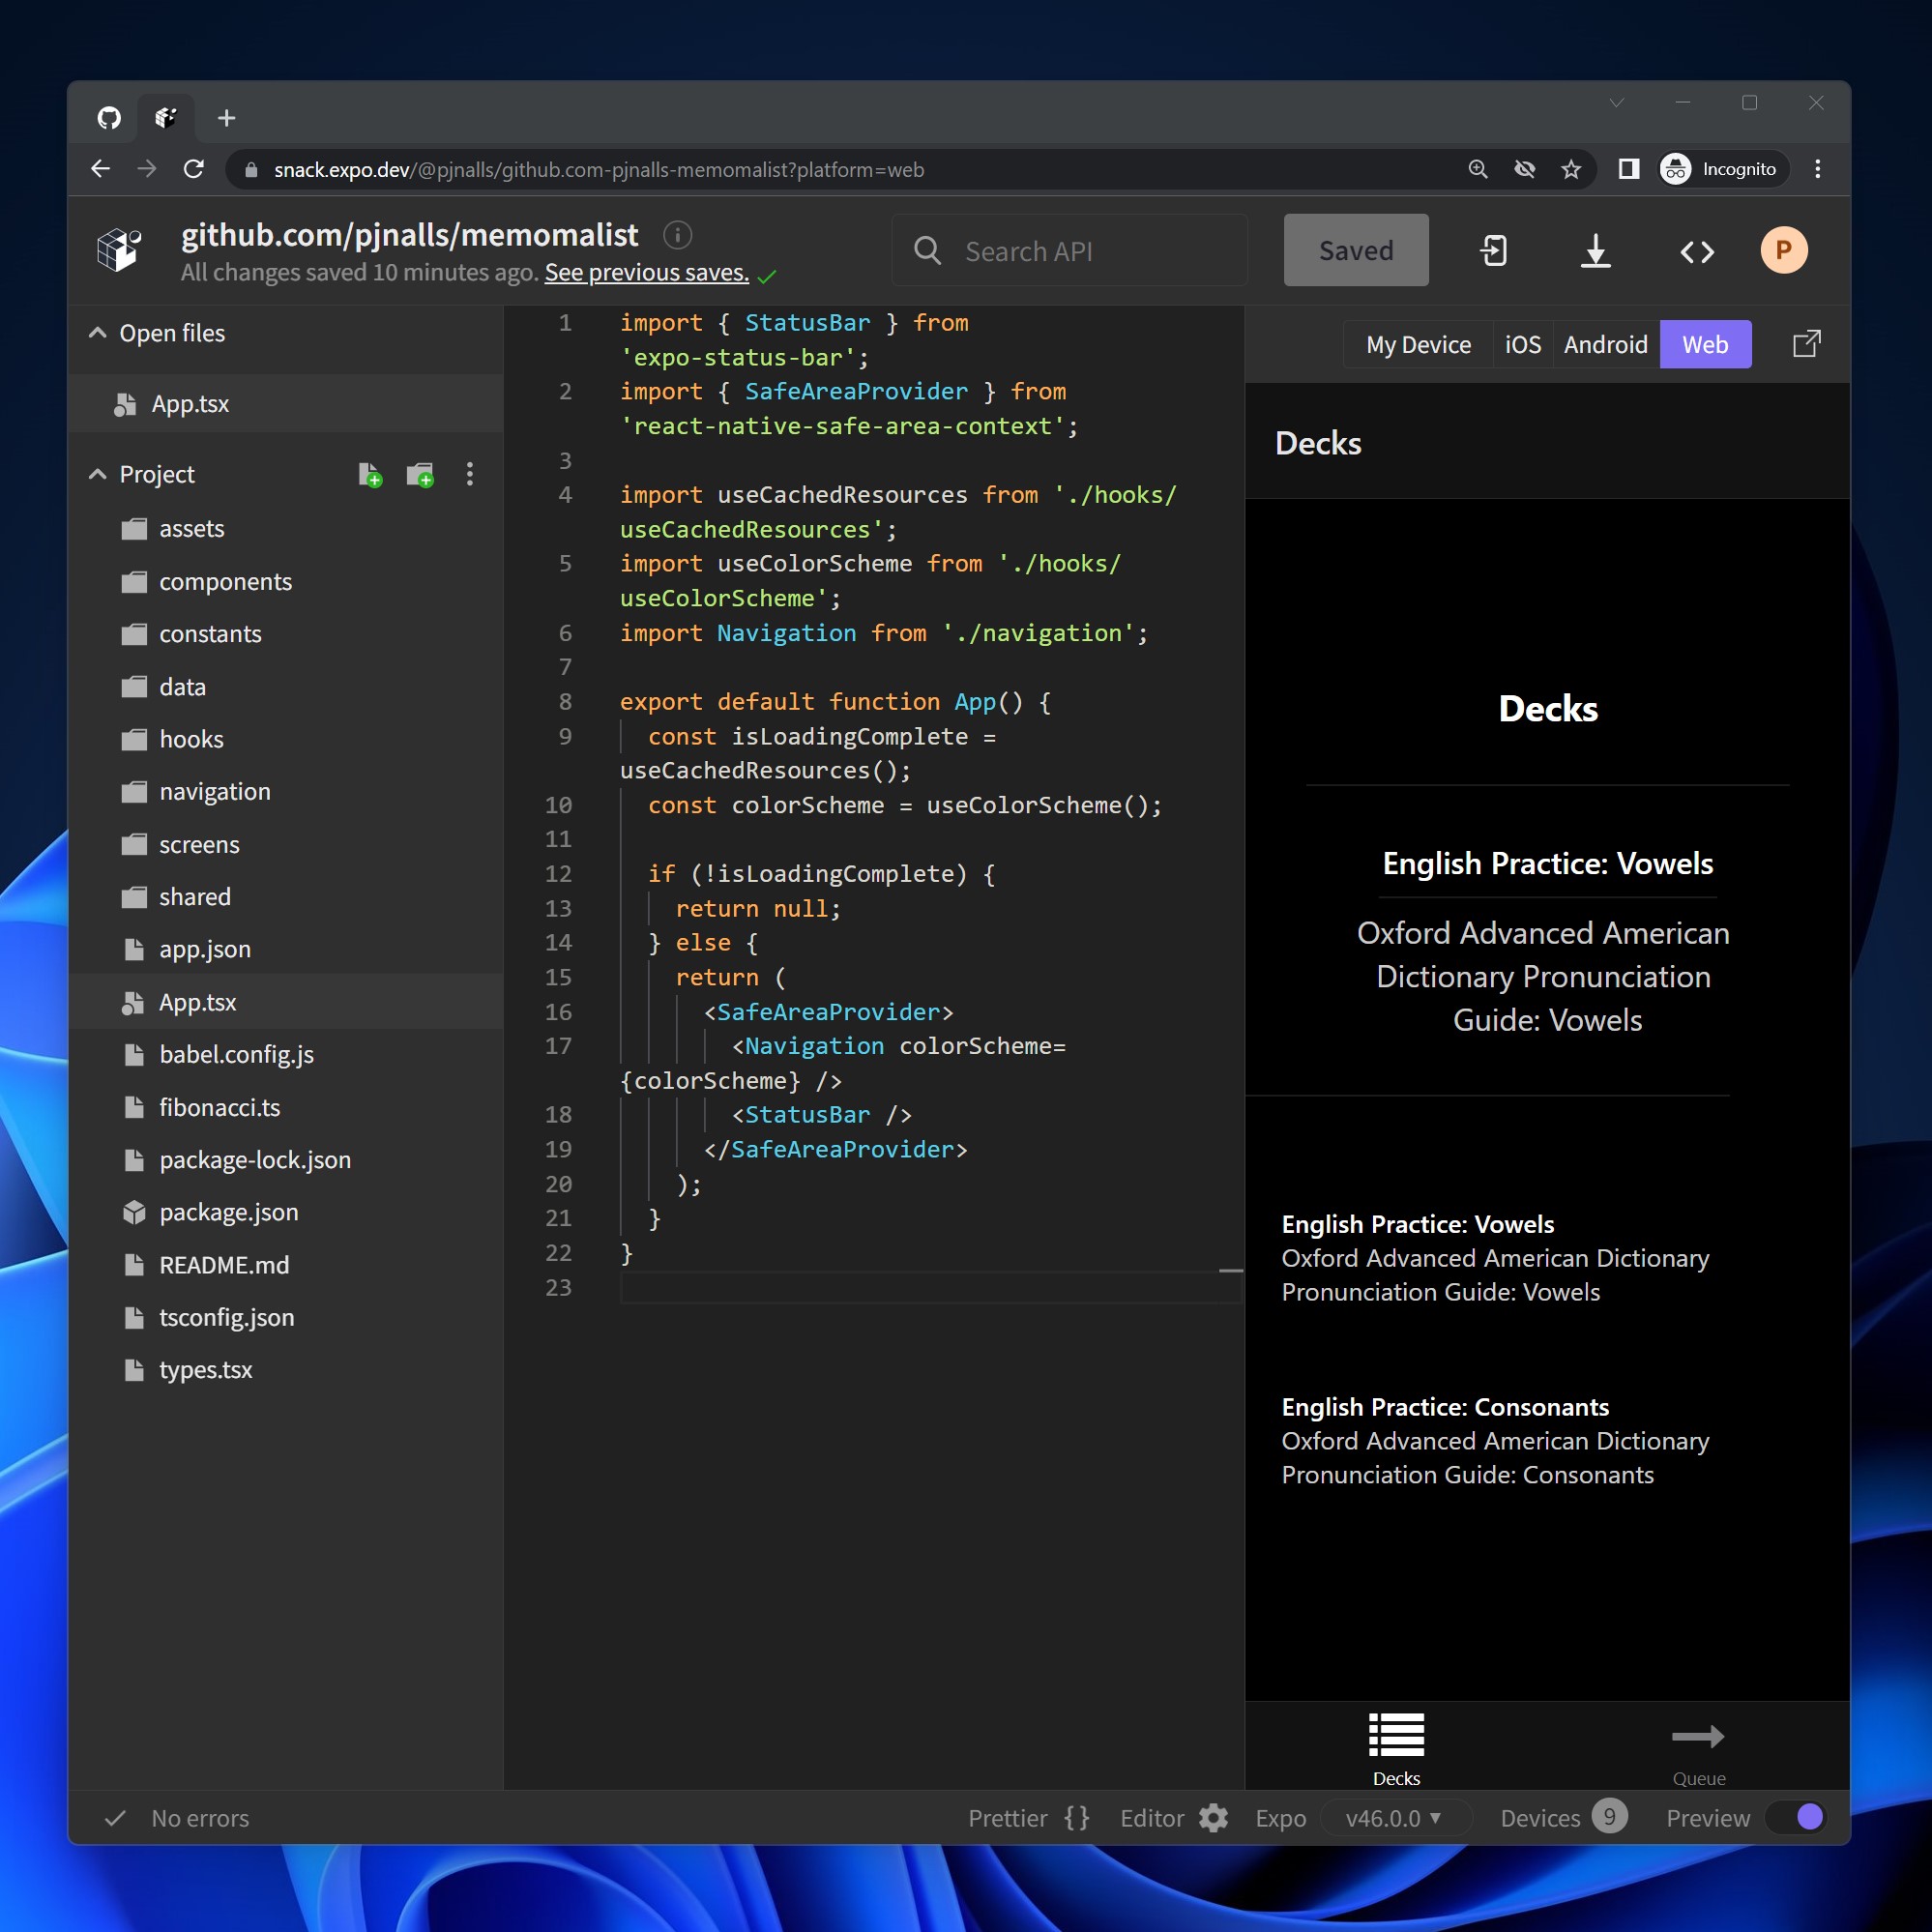 snack.expo.dev/@pjnalls/github.com-pjnalls-memomalist?platform=web
Incognito
github.com/pjnalls/memomalist
All changes saved 10 minutes ago. See previous saves.
Search API
Saved
P
Open files
App.tsx
Project
assets
components
constants
data
hooks
navigation
screens
shared
app.json
App.tsx
babel.config.js
fibonacci.ts
package-lock.json
package.json
README.md
tsconfig.json
types.tsx
1 import { StatusBar } from
'expo-status-bar';
2 import { SafeAreaProvider } from
'react-native-safe-area-context';
3
4 import useCachedResources from './hooks/
useCachedResources';
5 import useColorScheme from './hooks/
useColorScheme';
6 import Navigation from './navigation';
7
8 export default function App() {
9 const isLoadingComplete =
useCachedResources();
10 const colorScheme = useColorScheme();
11
12 if (!isLoadingComplete) {
13 return null;
14 } else {
15 return (
16 <SafeAreaProvider>
17 <Navigation colorScheme=
{colorScheme} />
18 <StatusBar />
19 </SafeAreaProvider>
20 );
21 }
22 }
23
My Device iOS Android Web
Decks
Decks
English Practice: Vowels
Oxford Advanced American
Dictionary Pronunciation
Guide: Vowels
English Practice: Vowels
Oxford Advanced American Dictionary
Pronunciation Guide: Vowels
English Practice: Consonants
Oxford Advanced American Dictionary
Pronunciation Guide: Consonants
Decks
Queue
No errors
Prettier {} Editor Expo v46.0.0 Devices 9 Preview